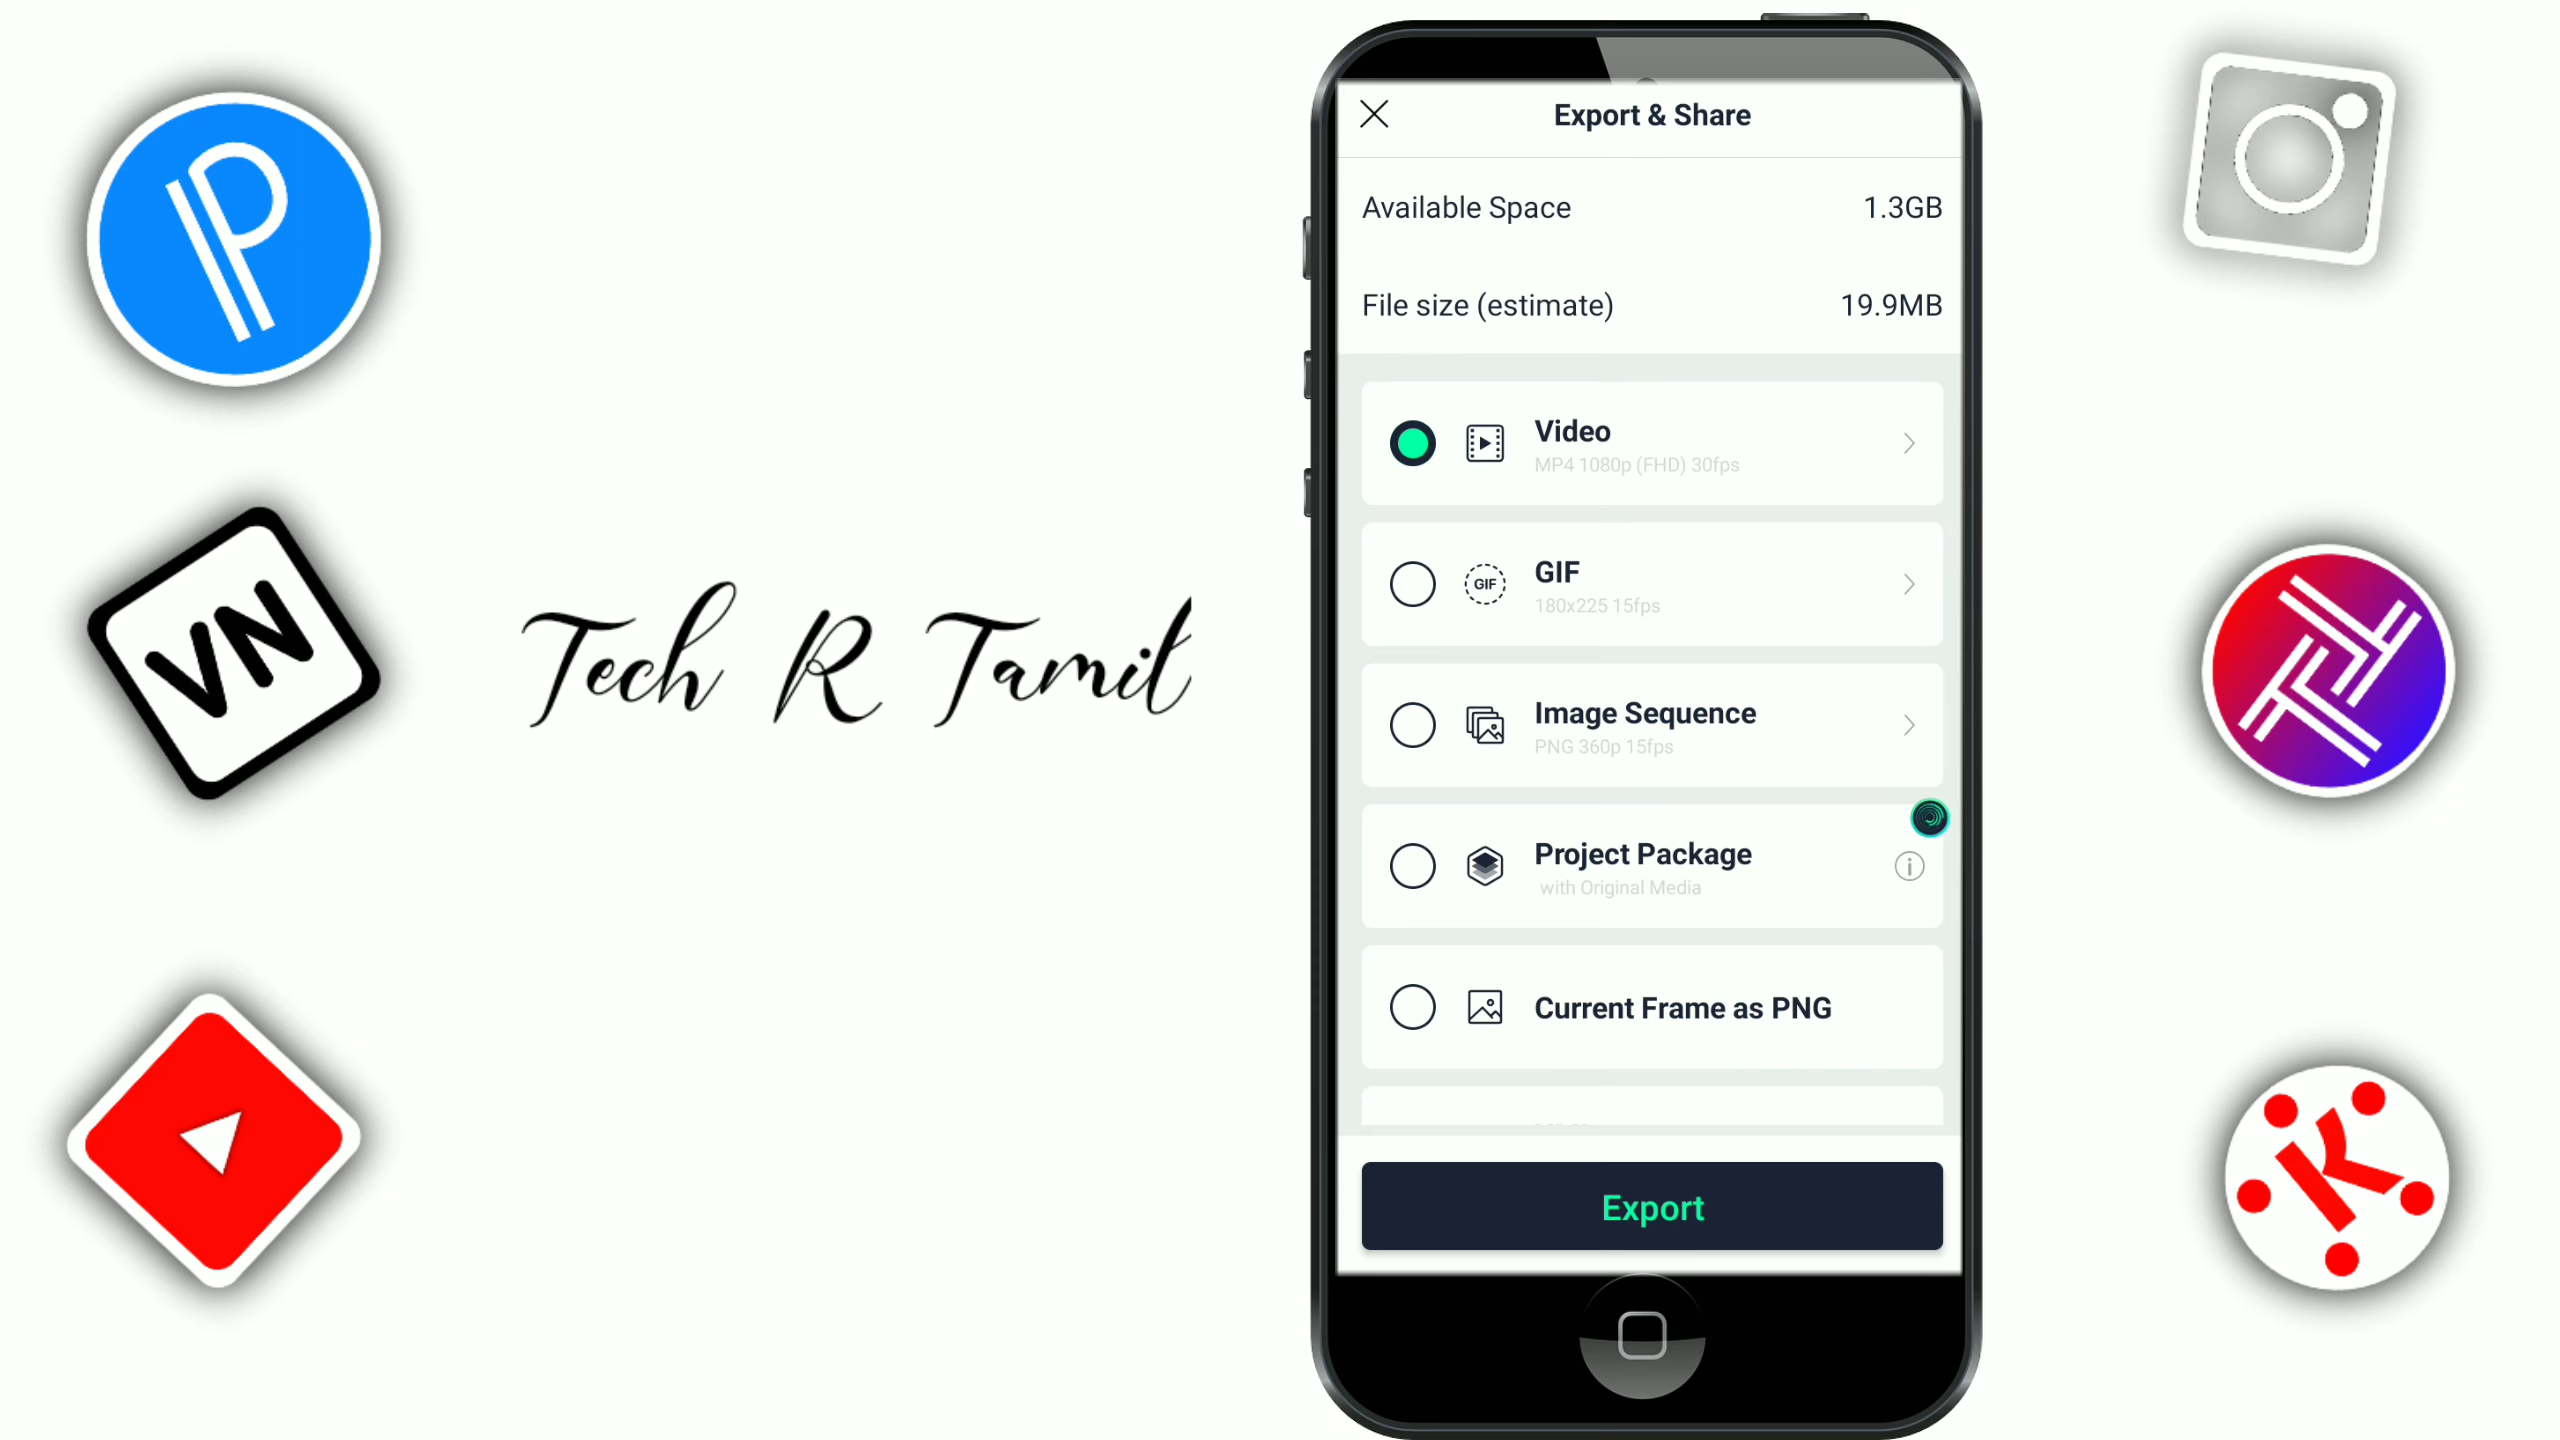 VN
Tech R Tamil
Export & Share
Available Space 1.3GB
File size (estimate) 19.9MB
Video
MP4 1080p (FHD) 30fps
GIF
GIF
180x225 15fps
Image Sequence
PNG 360p 15fps
Project Package
with Original Media
Current Frame as PNG
Export
K